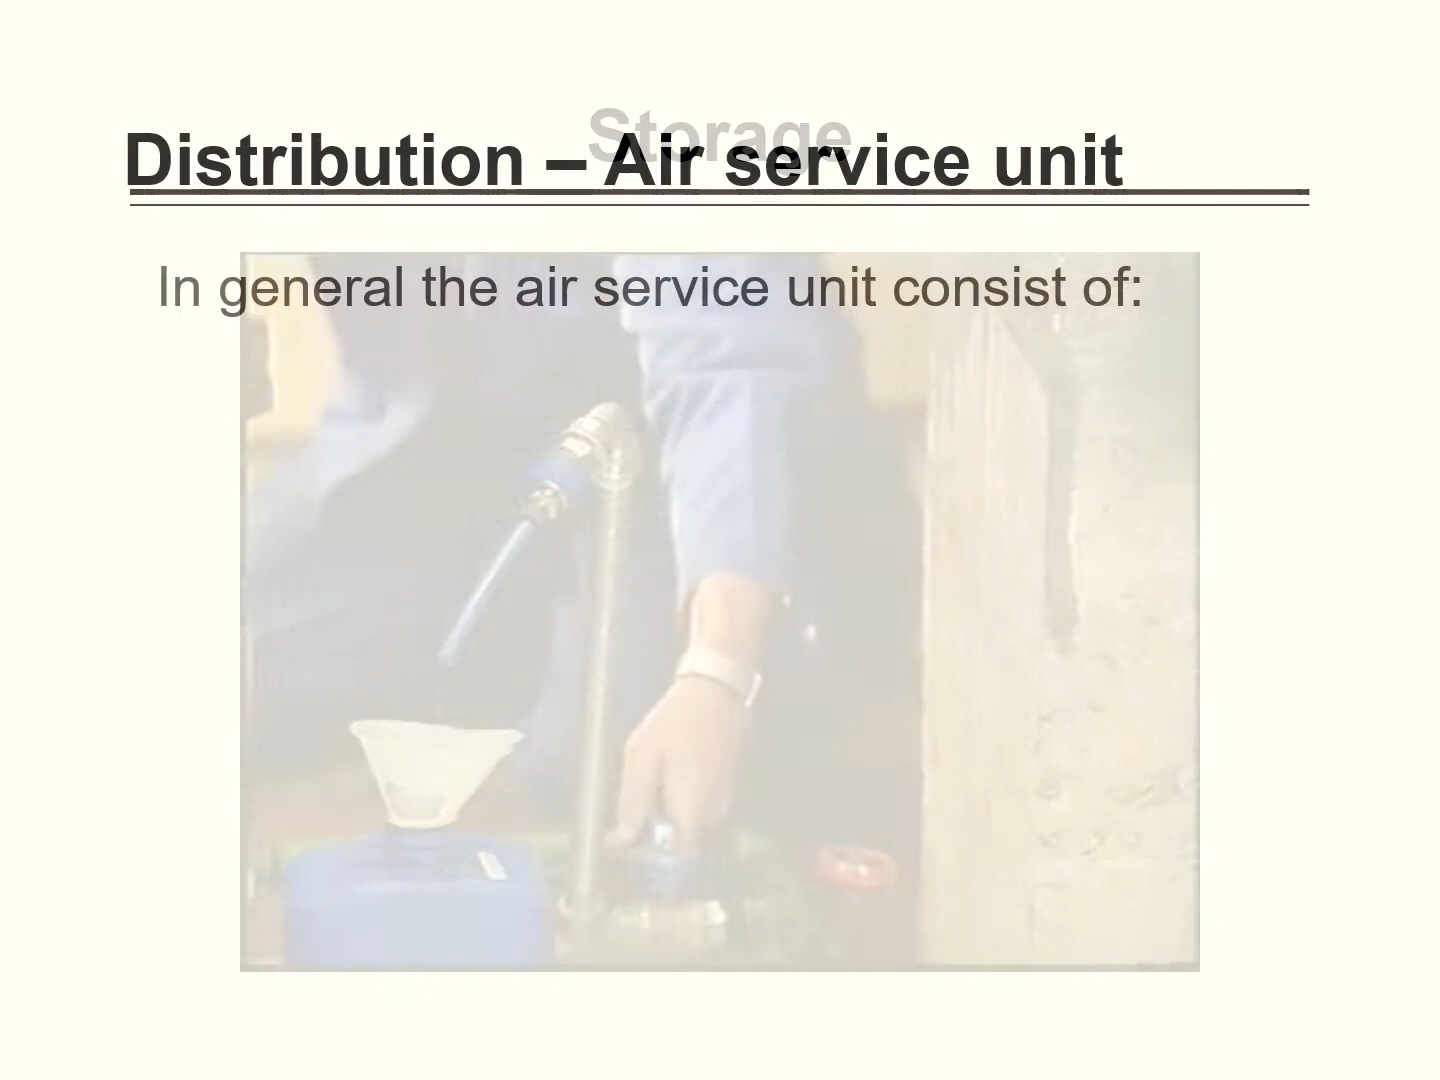 Storage
Distribution – Air service unit
In general the air service unit consist of: